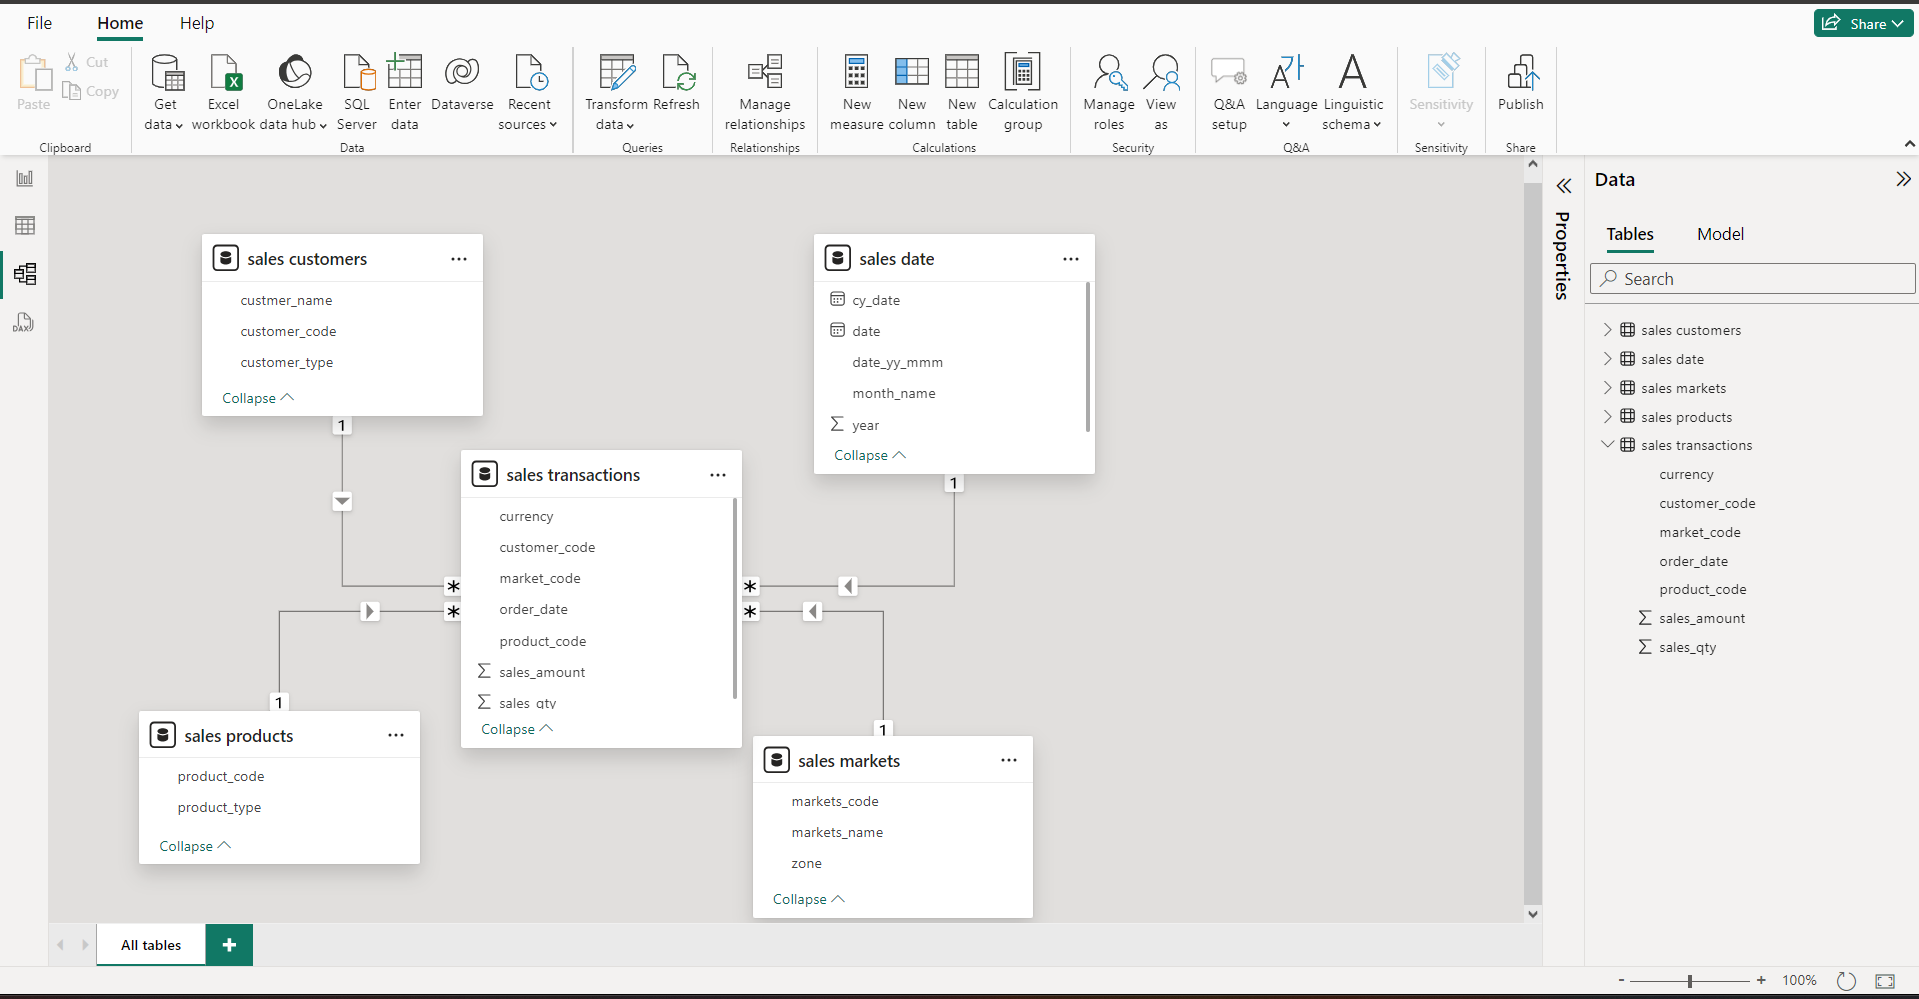 File Home Help
Share
Paste
Cut
Copy
Clipboard
Get data
Excel workbook
OneLake data hub
SQL Server
Enter data
Dataverse
Recent sources
Data
Transform data
Refresh
Queries
Manage relationships
Relationships
New measure
New column
New table
Calculation group
Calculations
Manage roles
View as
Security
Q&A setup
Language
Linguistic schema
Q&A
Sensitivity
Sensitivity
Publish
Share
DAX
sales customers
custmer_name
customer_code
customer_type
Collapse
1
sales date
cy_date
date
date_yy_mmm
month_name
Σ year
Collapse
1
sales transactions
currency
customer_code
market_code
order_date
product_code
Σ sales_amount
Σ sales_qty
Collapse
*
*
*
*
1
sales products
product_code
product_type
Collapse
1
sales markets
markets_code
markets_name
zone
Collapse
Properties
Data
Tables Model
Search
sales customers
sales date
sales markets
sales products
sales transactions
currency
customer_code
market_code
order_date
product_code
Σ sales_amount
Σ sales_qty
All tables +
- + 100%